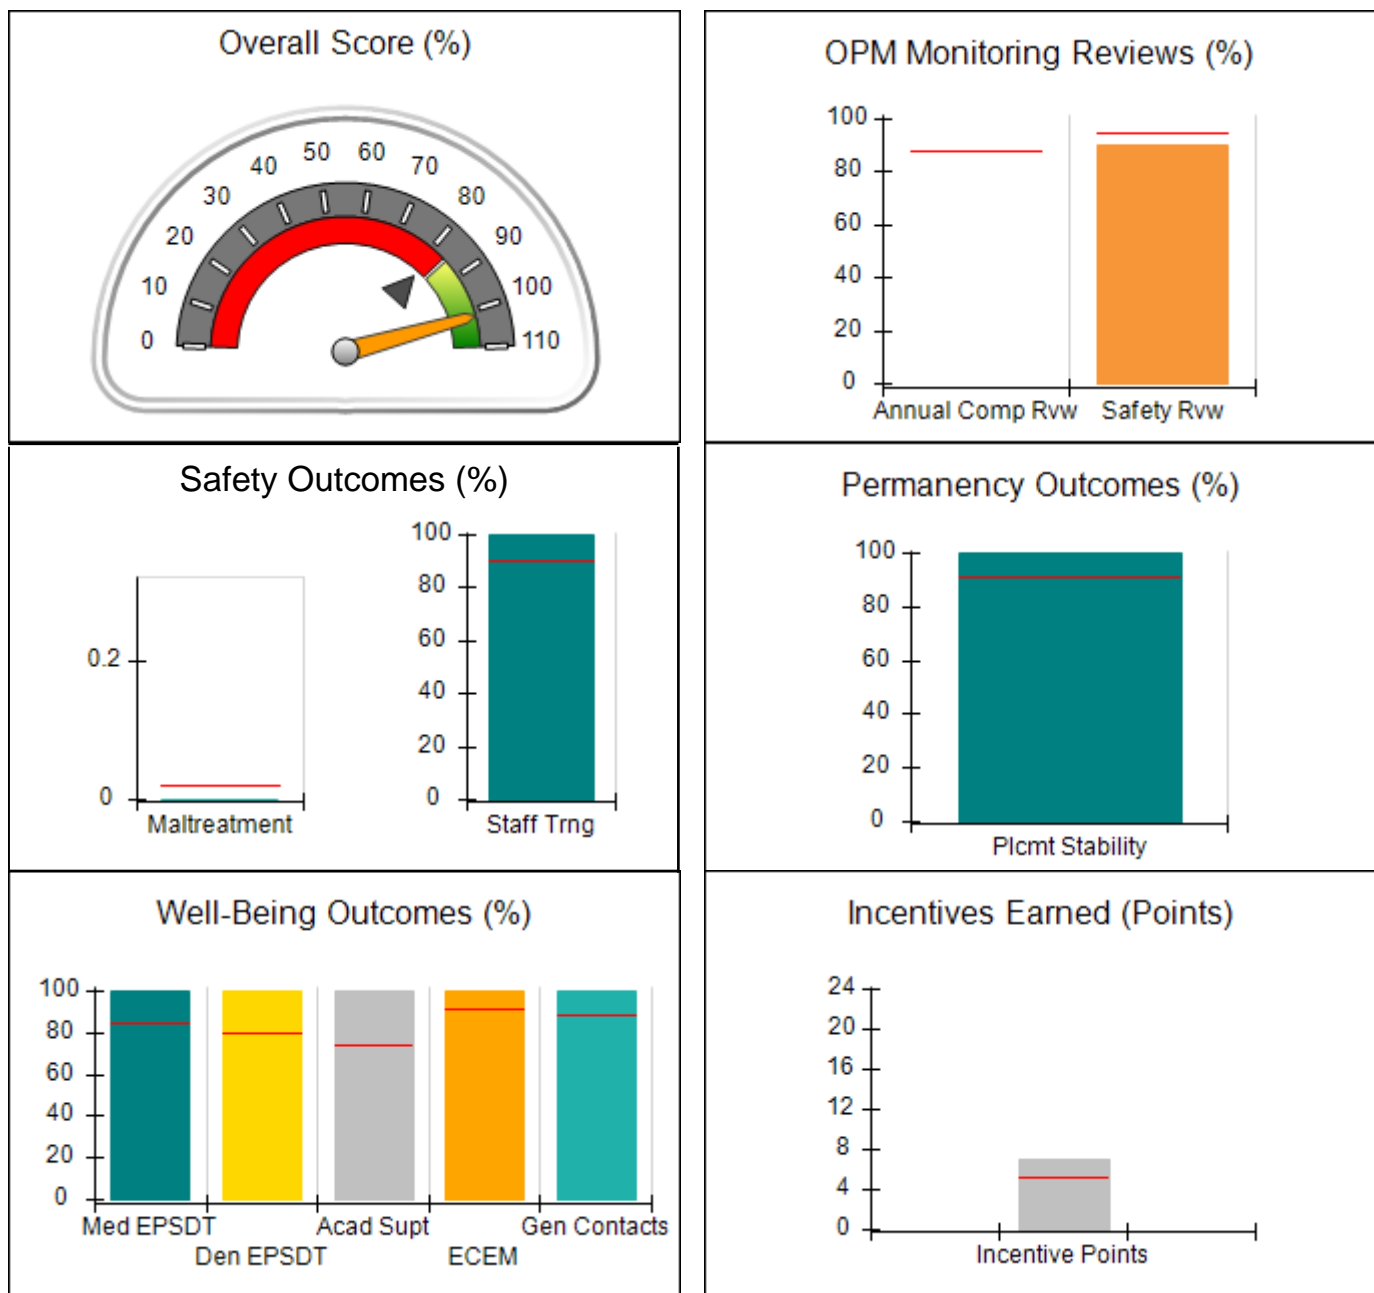 Overall Score (%)
0 10 20 30 40 50 60 70 80 90 100 110
OPM Monitoring Reviews (%)
100
80
60
40
20
0
Annual Comp Rvw Safety Rvw
Safety Outcomes (%)
0.2
0
Maltreatment
100
80
60
40
20
0
Staff Trng
Permanency Outcomes (%)
100
80
60
40
20
0
Plcmt Stability
Well-Being Outcomes (%)
100
80
60
40
20
0
Med EPSDT Acad Supt Gen Contacts
Den EPSDT ECEM
Incentives Earned (Points)
24
20
16
12
8
4
0
Incentive Points